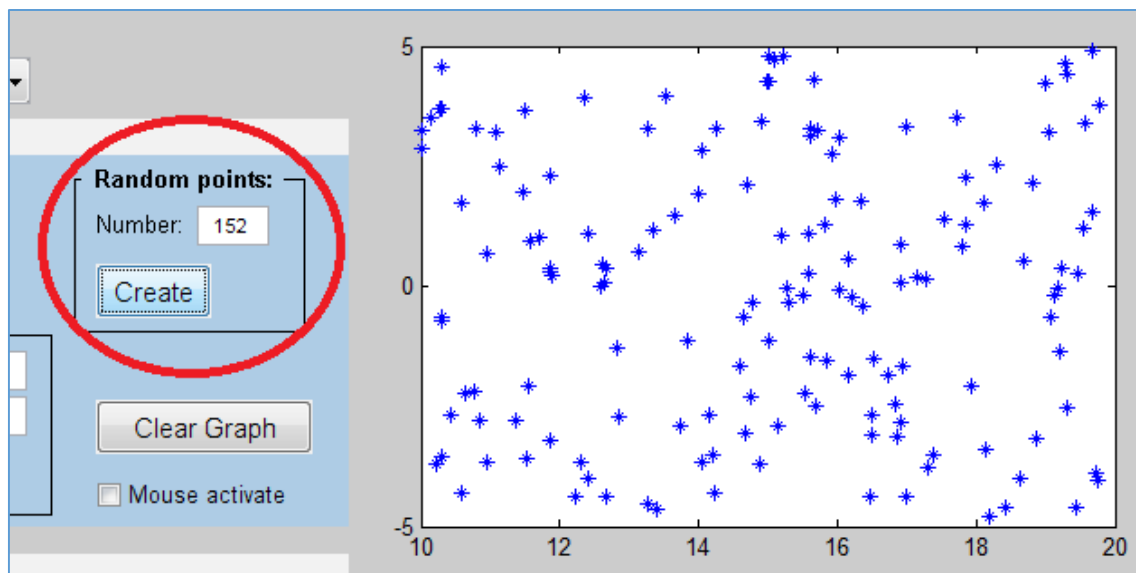 Random points:
Number: 152
Create
Clear Graph
Mouse activate
5
0
-5
10 12 14 16 18 20